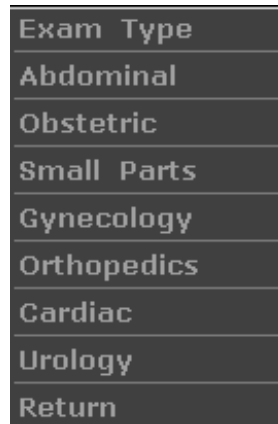 Exam Type
Abdominal
Obstetric
Small Parts
Gynecology
Orthopedics
Cardiac
Urology
Return